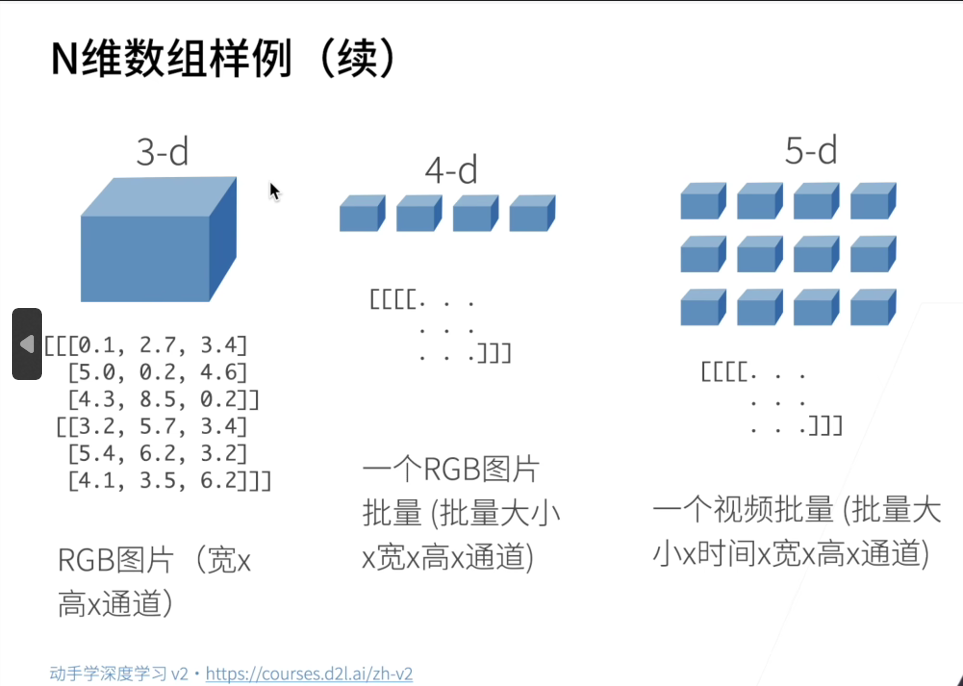 N维数组样例（续）
3-d
[[[0.1, 2.7, 3.4]
[5.0, 0.2, 4.6]
[4.3, 8.5, 0.2]]
[[3.2, 5.7, 3.4]
[5.4, 6.2, 3.2]
[4.1, 3.5, 6.2]]]
RGB图片（宽x
高x通道）
4-d
[[[[. . .
. . .
. . .]]]
一个RGB图片
批量 (批量大小
x宽x高x通道)
5-d
[[[[. . .
. . .
. . .]]]
一个视频批量 (批量大
小x时间x宽x高x通道)
动手学深度学习 v2 · https://courses.d2l.ai/zh-v2